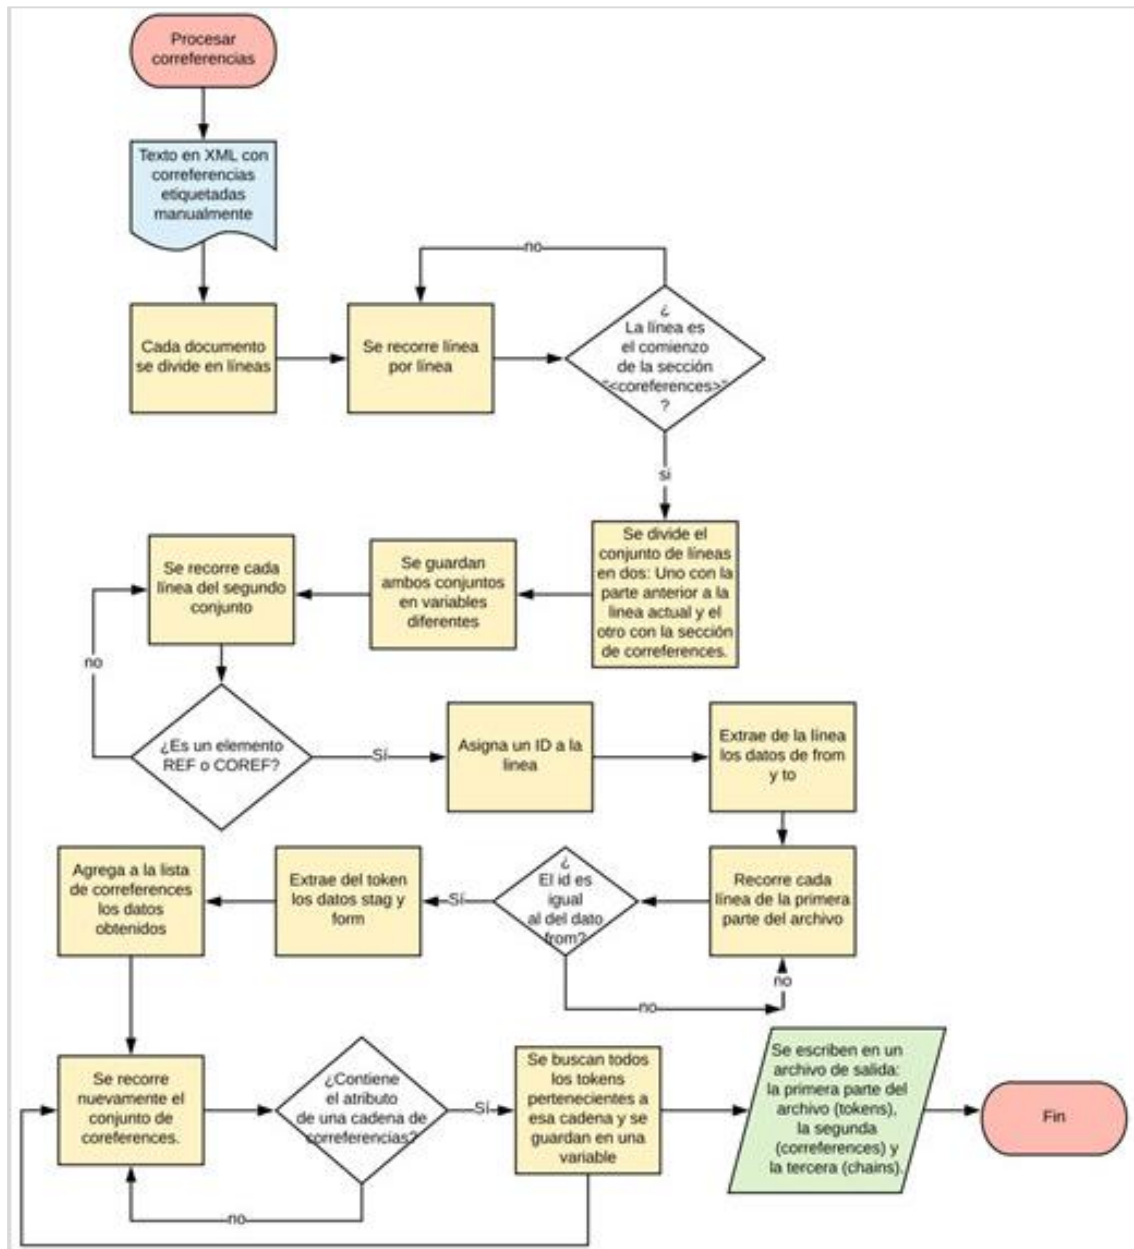 Procesar
correferencias
Texto en XML con
correferencias
etiquetadas
manualmente
Cada documento
se divide en líneas
Se recorre línea
por línea
no
¿
La línea es
el comienzo
de la sección
"<coreferences>"
?
si
Se divide el
conjunto de líneas
en dos: Uno con la
parte anterior a la
linea actual y el
otro con la sección
de correferences.
Se guardan
ambos conjuntos
en variables
diferentes
Se recorre cada
línea del segundo
conjunto
no
¿Es un elemento
REF o COREF?
Sí
Asigna un ID a la
linea
Extrae de la línea
los datos de from
y to
Recorre cada
línea de la primera
parte del archivo
¿
El id es
igual
al del dato
from?
no
no
Sí
Extrae del token
los datos stag y
form
Agrega a la lista
de correferences
los datos
obtenidos
Se recorre
nuevamente el
conjunto de
coreferences.
¿Contiene
el atributo
de una cadena de
correferencias?
no
Sí
Se buscan todos
los tokens
pertenecientes a
esa cadena y se
guardan en una
variable
Se escriben en un
archivo de salida:
la primera parte del
archivo (tokens),
la segunda
(correferences) y
la tercera (chains).
Fin